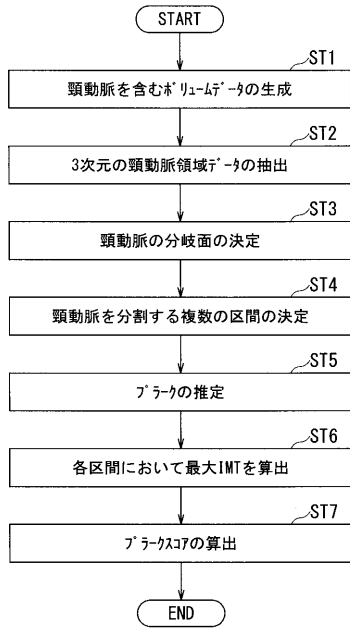 START
ST1
頸動脈を含むﾎﾞﾘｭｰﾑﾃﾞｰﾀの生成
ST2
3次元の頸動脈領域ﾃﾞｰﾀの抽出
ST3
頸動脈の分岐面の決定
ST4
頸動脈を分割する複数の区間の決定
ST5
ﾌﾟﾗｰｸの推定
ST6
各区間において最大IMTを算出
ST7
ﾌﾟﾗｰｸｽｺｱの算出
END